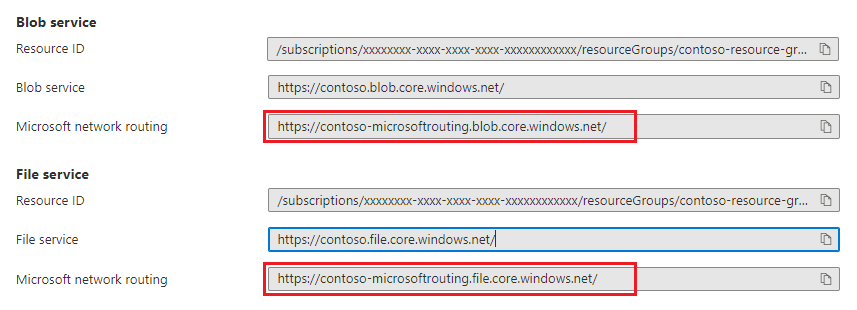 Blob service
Resource ID /subscriptions/xxxxxxxx-xxxx-xxxx-xxxx-xxxxxxxxxxxx/resourceGroups/contoso-resource-gr...
Blob service https://contoso.blob.core.windows.net/
Microsoft network routing https://contoso-microsoftrouting.blob.core.windows.net/
File service
Resource ID /subscriptions/xxxxxxxx-xxxx-xxxx-xxxx-xxxxxxxxxxxx/resourceGroups/contoso-resource-gr...
File service https://contoso.file.core.windows.net/
Microsoft network routing https://contoso-microsoftrouting.file.core.windows.net/